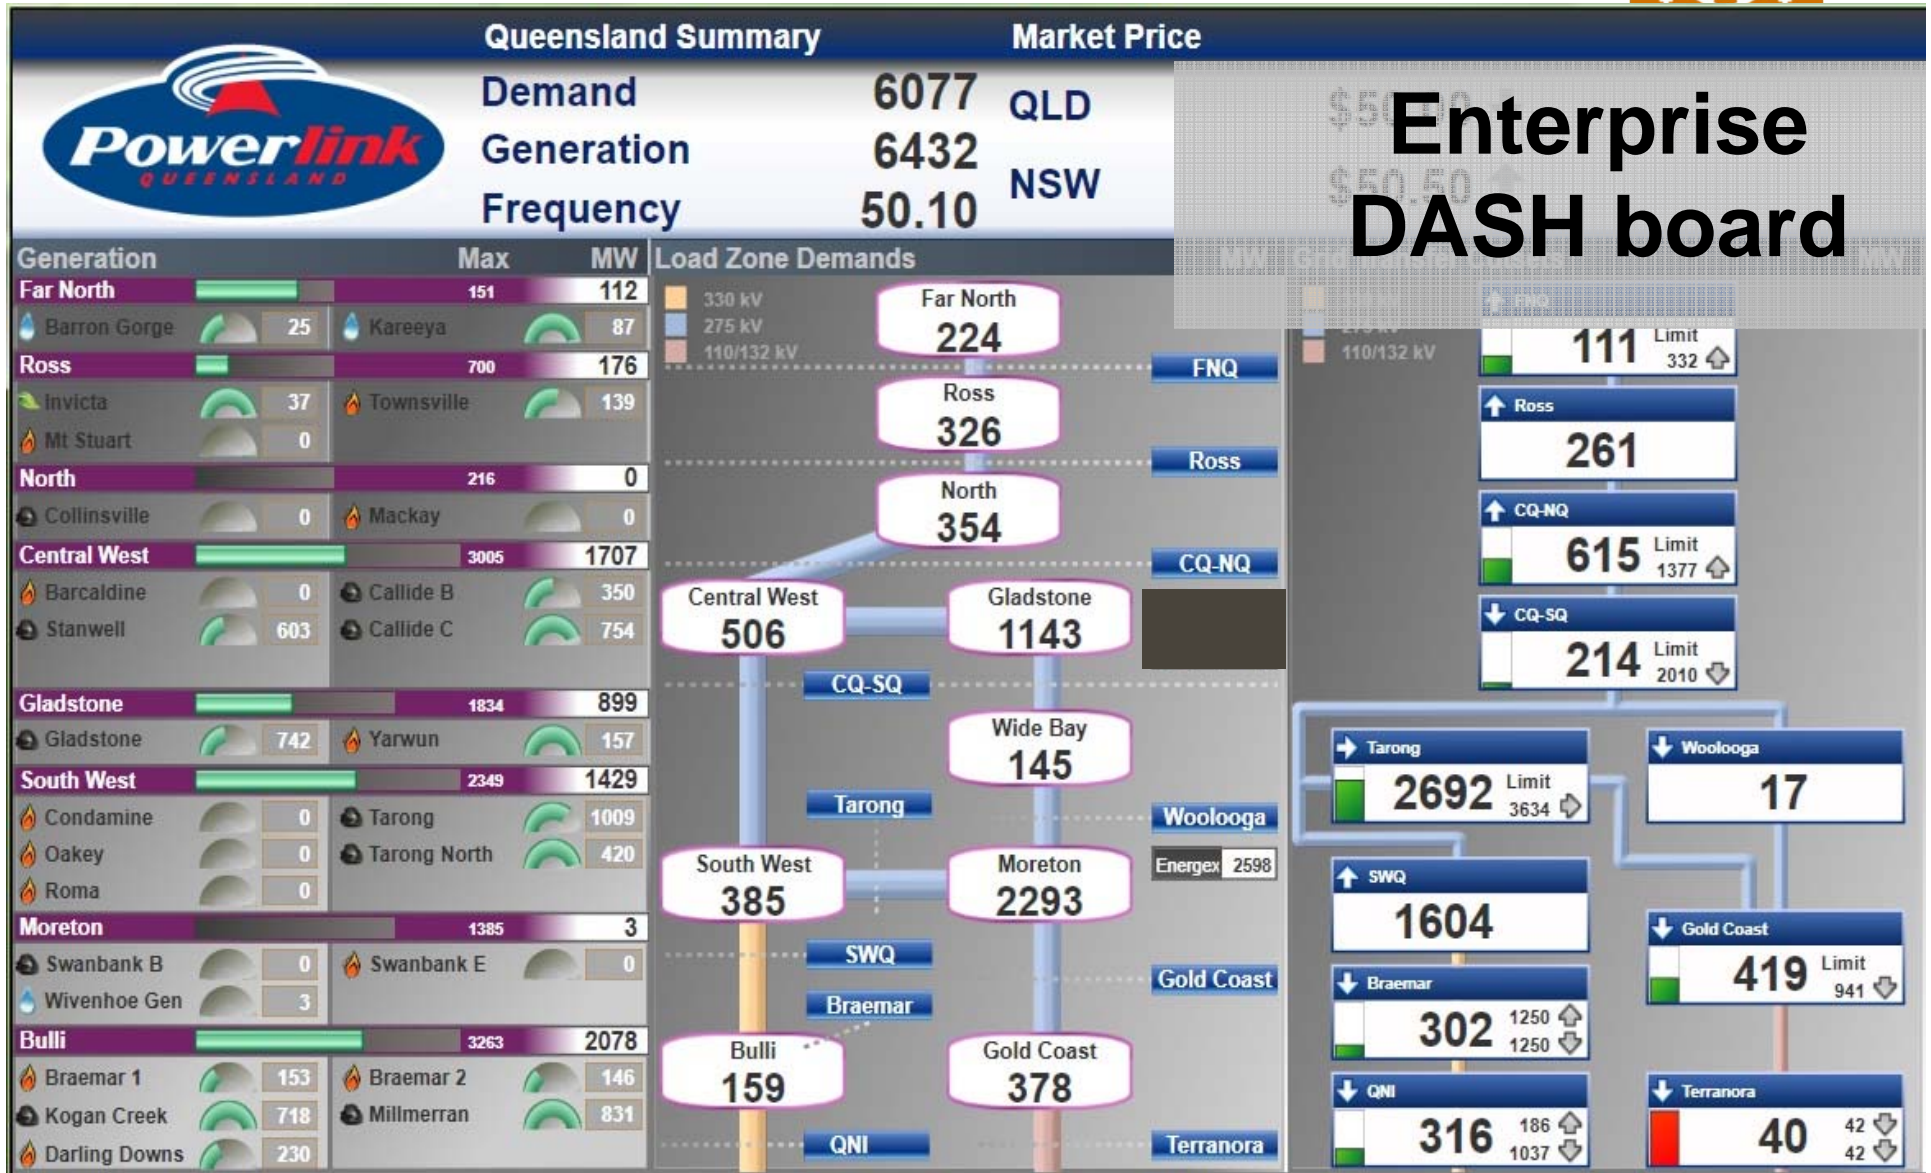 Queensland Summary
Market Price
Powerlink
QUEENSLAND
Demand 6077
Generation 6432
Frequency 50.10
QLD
NSW $50.50
Enterprise
DASH board
Generation Max MW
Far North 151 112
Barron Gorge 25 Kareeya 87
Ross 700 176
Invicta 37 Townsville 139
Mt Stuart 0
North 216 0
Collinsville 0 Mackay 0
Central West 3005 1707
Barcaldine 0 Callide B 350
Stanwell 603 Callide C 754
Gladstone 1834 899
Gladstone 742 Yarwun 157
South West 2349 1429
Condamine 0 Tarong 1009
Oakey 0 Tarong North 420
Roma 0
Moreton 1385 3
Swanbank B 0 Swanbank E 0
Wivenhoe Gen 3
Bulli 3263 2078
Braemar 1 153 Braemar 2 146
Kogan Creek 718 Millmerran 831
Darling Downs 230
Load Zone Demands MW
330 kV
275 kV
110/132 kV
Far North
224
FNQ
Ross
326
Ross
North
354
CQ-NQ
Central West
506
Gladstone
1143
CQ-SQ
Wide Bay
145
Tarong
Woolooga
Energex 2598
South West
385
Moreton
2293
SWQ
Gold Coast
Braemar
Bulli
159
Gold Coast
378
QNI
Terranora
MW
275 kV
110/132 kV
FNQ
111 Limit
332
Ross
261
CQ-NQ
615 Limit
1377
CQ-SQ
214 Limit
2010
Tarong
2692 Limit
3634
Woolooga
17
SWQ
1604
Gold Coast
419 Limit
941
Braemar
302 1250
1250
QNI
316 186
1037
Terranora
40 42
42